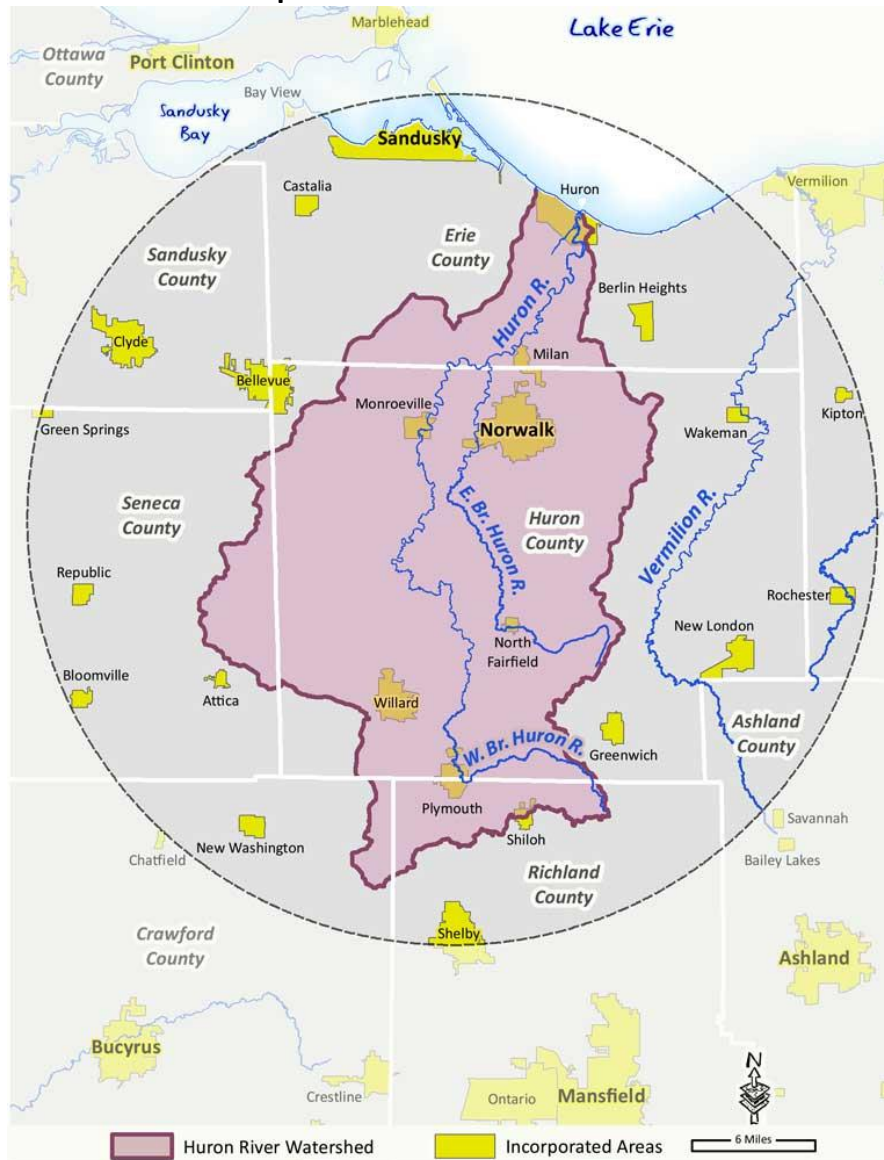 Marblehead
Lake Erie
Ottawa
County
Port Clinton
Bay View
Sandusky
Bay
Sandusky
Castalia
Huron
Vermilion
Erie
County
Sandusky
County
Berlin Heights
Huron R.
Clyde
Milan
Bellevue
Monroeville
Kipton
Green Springs
Norwalk
Wakeman
Seneca
County
E. Br. Huron R.
Huron
County
Vermilion R.
Republic
Rochester
New London
North
Fairfield
Bloomville
Attica
Willard
Ashland
County
W. Br. Huron R.
Greenwich
Plymouth
Savannah
Shiloh
New Washington
Chatfield
Bailey Lakes
Richland
County
Shelby
Crawford
County
Ashland
Bucyrus
N
Crestline
Ontario
Mansfield
Huron River Watershed
Incorporated Areas
6 Miles